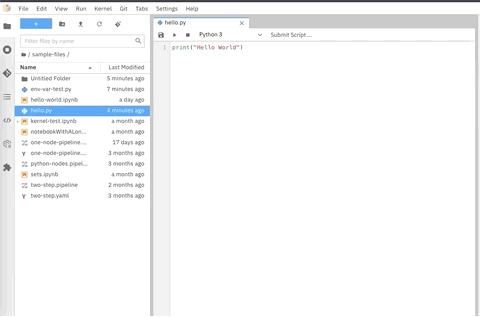 File Edit View Run Kernel Git Tabs Settings Help
Filter files by name
/ sample-files /
Name Last Modified
Untitled Folder 5 minutes ago
env-var-test.py 7 minutes ago
hello-world.ipynb a day ago
hello.py 4 minutes ago
kernel-test.ipynb a month ago
notebookWithALon... a month ago
one-node-pipeline.... 17 days ago
one-node-pipeline.... 3 months ago
python-nodes.pipel... 3 months ago
sets.ipynb a month ago
two-step.pipeline 2 months ago
two-step.yaml 3 months ago
hello.py
Python 3 Submit Script ...
1 print("Hello World")